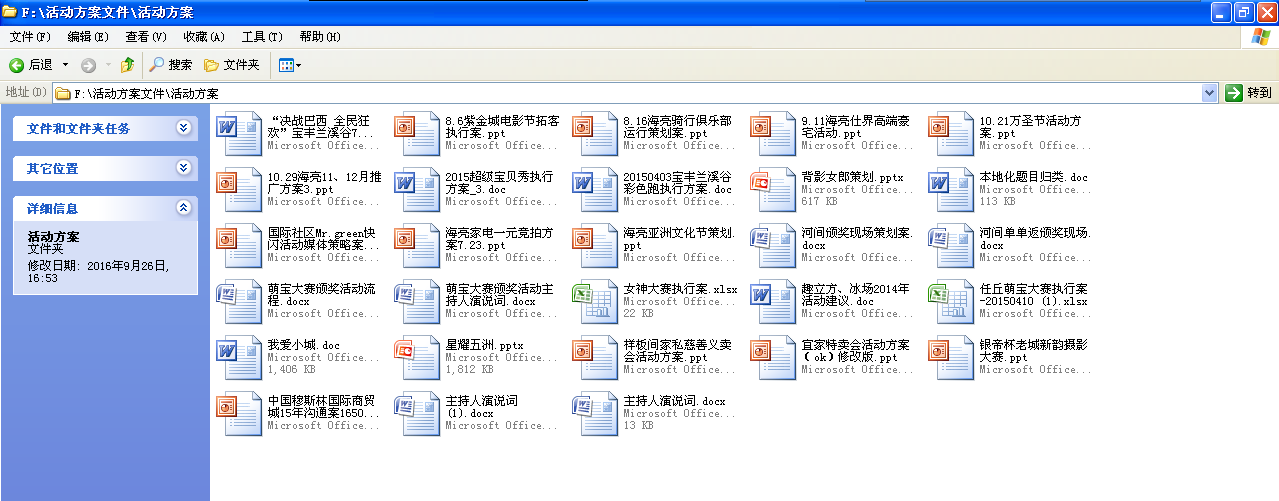 F:\活动方案文件\活动方案
文件(F) 编辑(E) 查看(V) 收藏(A) 工具(T) 帮助(H)
后退 搜索 文件夹
地址(D) F:\活动方案文件\活动方案 转到
文件和文件夹任务
其它位置
详细信息
活动方案
文件夹
修改日期: 2016年9月26日,
16:53
“决战巴西 全民狂
欢”宝丰兰溪谷7...
Microsoft Office...
8.6紫金城电影节拓客
执行案.ppt
Microsoft Office...
8.16海亮骑行俱乐部
运行策划案.ppt
Microsoft Office...
9.11海亮仕界高端豪
宅活动.ppt
Microsoft Office...
10.21万圣节活动方
案.ppt
Microsoft Office...
10.29海亮11、12月推
广方案3.ppt
Microsoft Office...
2015超级宝贝秀执行
方案_3.doc
Microsoft Office...
20150403宝丰兰溪谷
彩色跑执行方案.doc
Microsoft Office...
背影女郎策划.pptx
617 KB
本地化题目归类.doc
113 KB
国际社区Mr.green快
闪活动媒体策略案...
Microsoft Office...
海亮家电一元竞拍方
案7.23.ppt
Microsoft Office...
海亮亚洲文化节策划.
ppt
Microsoft Office...
河间颁奖现场策划案.
docx
Microsoft Office...
河间单单返颁奖现场.
docx
Microsoft Office...
萌宝大赛颁奖活动流
程.docx
Microsoft Office...
萌宝大赛颁奖活动主
持人演说词.docx
Microsoft Office...
女神大赛执行案.xlsx
22 KB
趣立方、冰场2014年
活动建议.doc
Microsoft Office...
任丘萌宝大赛执行案
-20150410 (1).xlsx
Microsoft Office...
我爱小城.doc
1,406 KB
星耀五洲.pptx
1,812 KB
样板间家私慈善义卖
会活动方案.ppt
Microsoft Office...
宜家特卖会活动方案
（ok）修改版.ppt
Microsoft Office...
银帝杯老城新韵摄影
大赛.ppt
Microsoft Office...
中国穆斯林国际商贸
城15年沟通案1650...
Microsoft Office...
主持人演说词
(1).docx
Microsoft Office...
主持人演说词.docx
13 KB